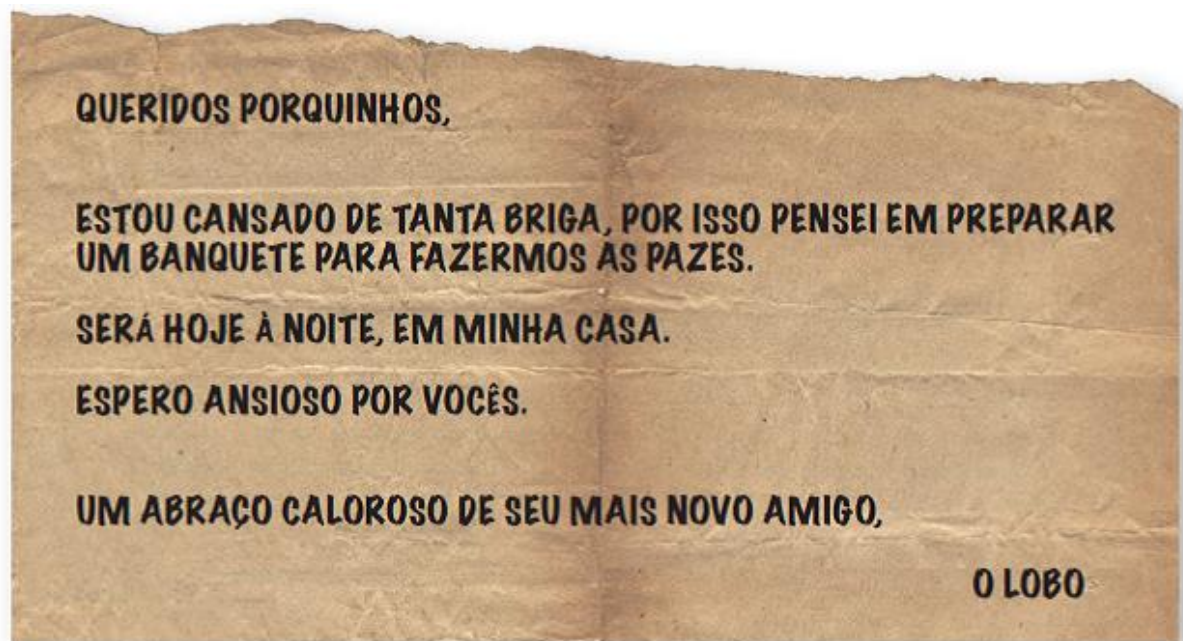 QUERIDOS PORQUINHOS,
ESTOU CANSADO DE TANTA BRIGA, POR ISSO PENSEI EM PREPARAR
UM BANQUETE PARA FAZERMOS AS PAZES.
SERÁ HOJE À NOITE, EM MINHA CASA.
ESPERO ANSIOSO POR VOCÊS.
UM ABRAÇO CALOROSO DE SEU MAIS NOVO AMIGO,
O LOBO